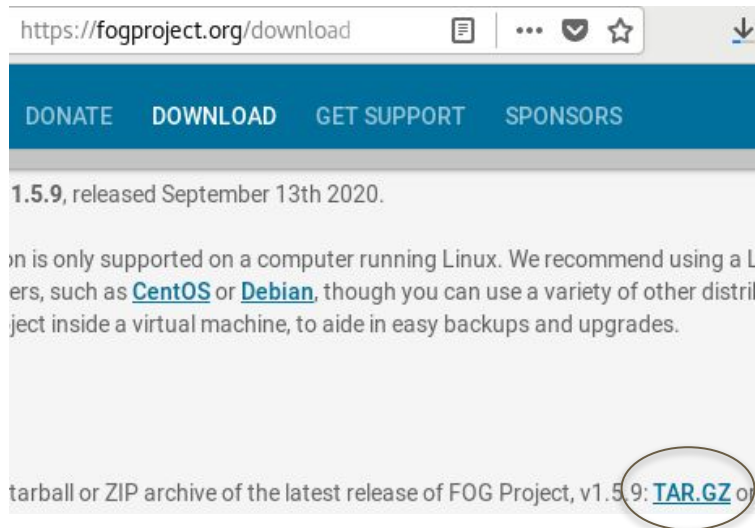 https://fogproject.org/download
DONATE DOWNLOAD GET SUPPORT SPONSORS
1.5.9, released September 13th 2020.
on is only supported on a computer running Linux. We recommend using a L
ers, such as CentOS or Debian, though you can use a variety of other distri
ject inside a virtual machine, to aide in easy backups and upgrades.
tarball or ZIP archive of the latest release of FOG Project, v1.5.9: TAR.GZ or